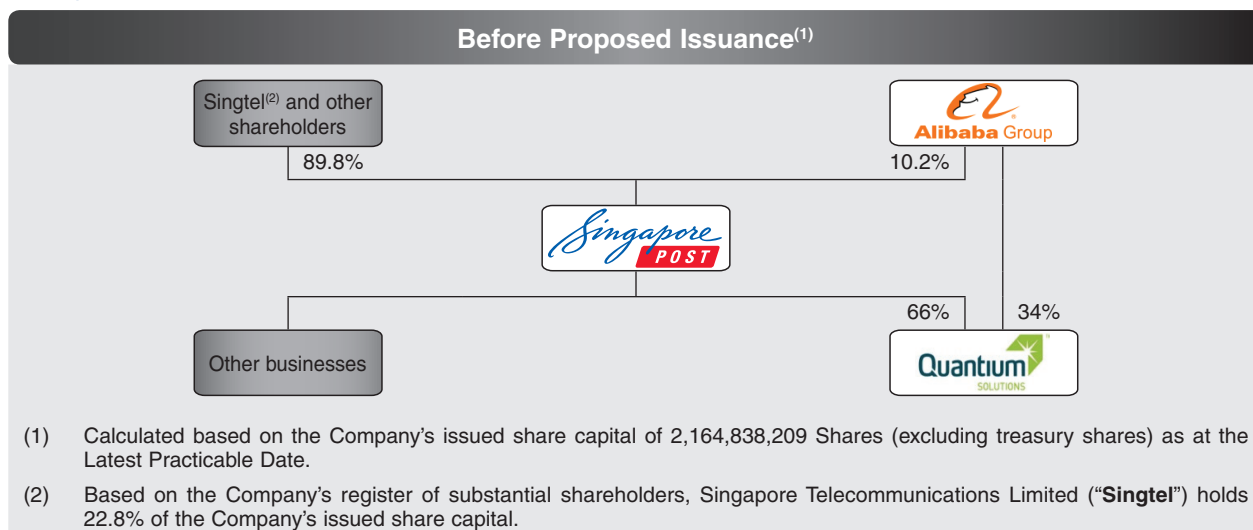 Before Proposed Issuance(1)
Singtel(2) and other
shareholders
Alibaba Group
89.8%
10.2%
Singapore
POST
66%
34%
Other businesses
Quantium
SOLUTIONS
(1) Calculated based on the Company's issued share capital of 2,164,838,209 Shares (excluding treasury shares) as at the
Latest Practicable Date.
(2) Based on the Company's register of substantial shareholders, Singapore Telecommunications Limited (“Singtel”) holds
22.8% of the Company's issued share capital.